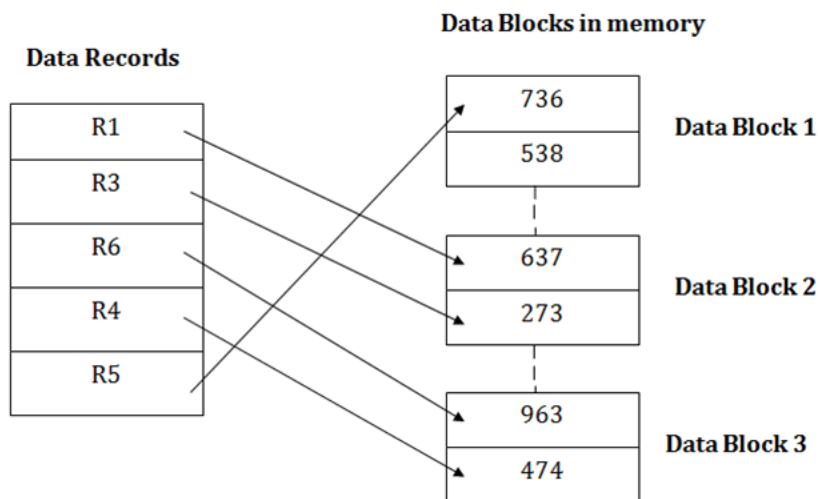 Data Records
R1
R3
R6
R4
R5
Data Blocks in memory
736
538
Data Block 1
637
273
Data Block 2
963
474
Data Block 3